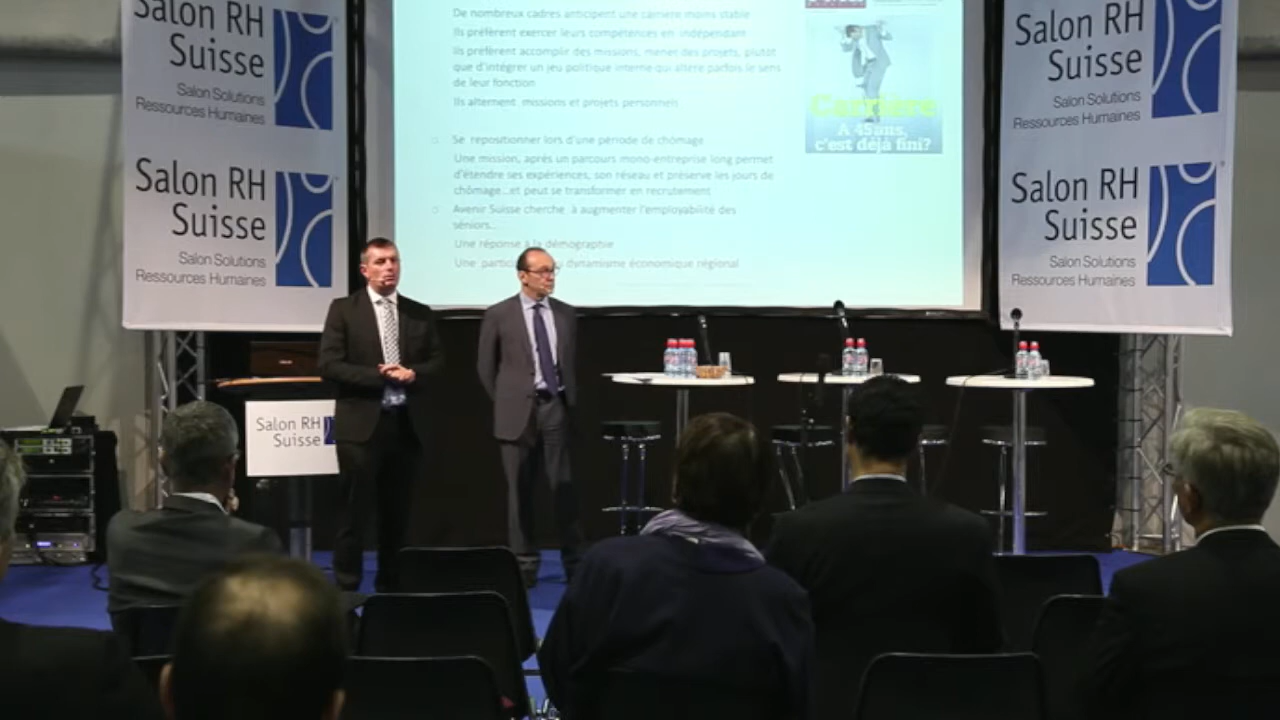 Salon RH
Suisse
Salon Solutions
Ressources Humaines
Salon RH
Suisse
Salon Solutions
Ressources Humaines
De nombreux cadres anticipent une carrière moins stable
Ils préfèrent exercer leurs compétences en indépendant
Ils préfèrent accomplir des missions, mener des projets, plutôt
que d'intégrer un jeu politique interne qui altère parfois le sens
de leur fonction
Ils alternent missions et projets personnels
Se repositionner lors d'une période de chômage
Une mission, après un parcours mono-entreprise long permet
d'étendre ses expériences, son réseau et préserve les jours de
chômage...et peut se transformer en recrutement
Avenir Suisse cherche à augmenter l'employabilité des
séniors...
Une réponse à la démographie
Une dynamisme économique régional
Carrière
A 45 ans,
c'est déjà fini?
Salon RH
Suisse
Salon Solutions
Ressources Humaines
Salon RH
Suisse
Salon Solutions
Ressources Humaines
Salon RH
Suisse